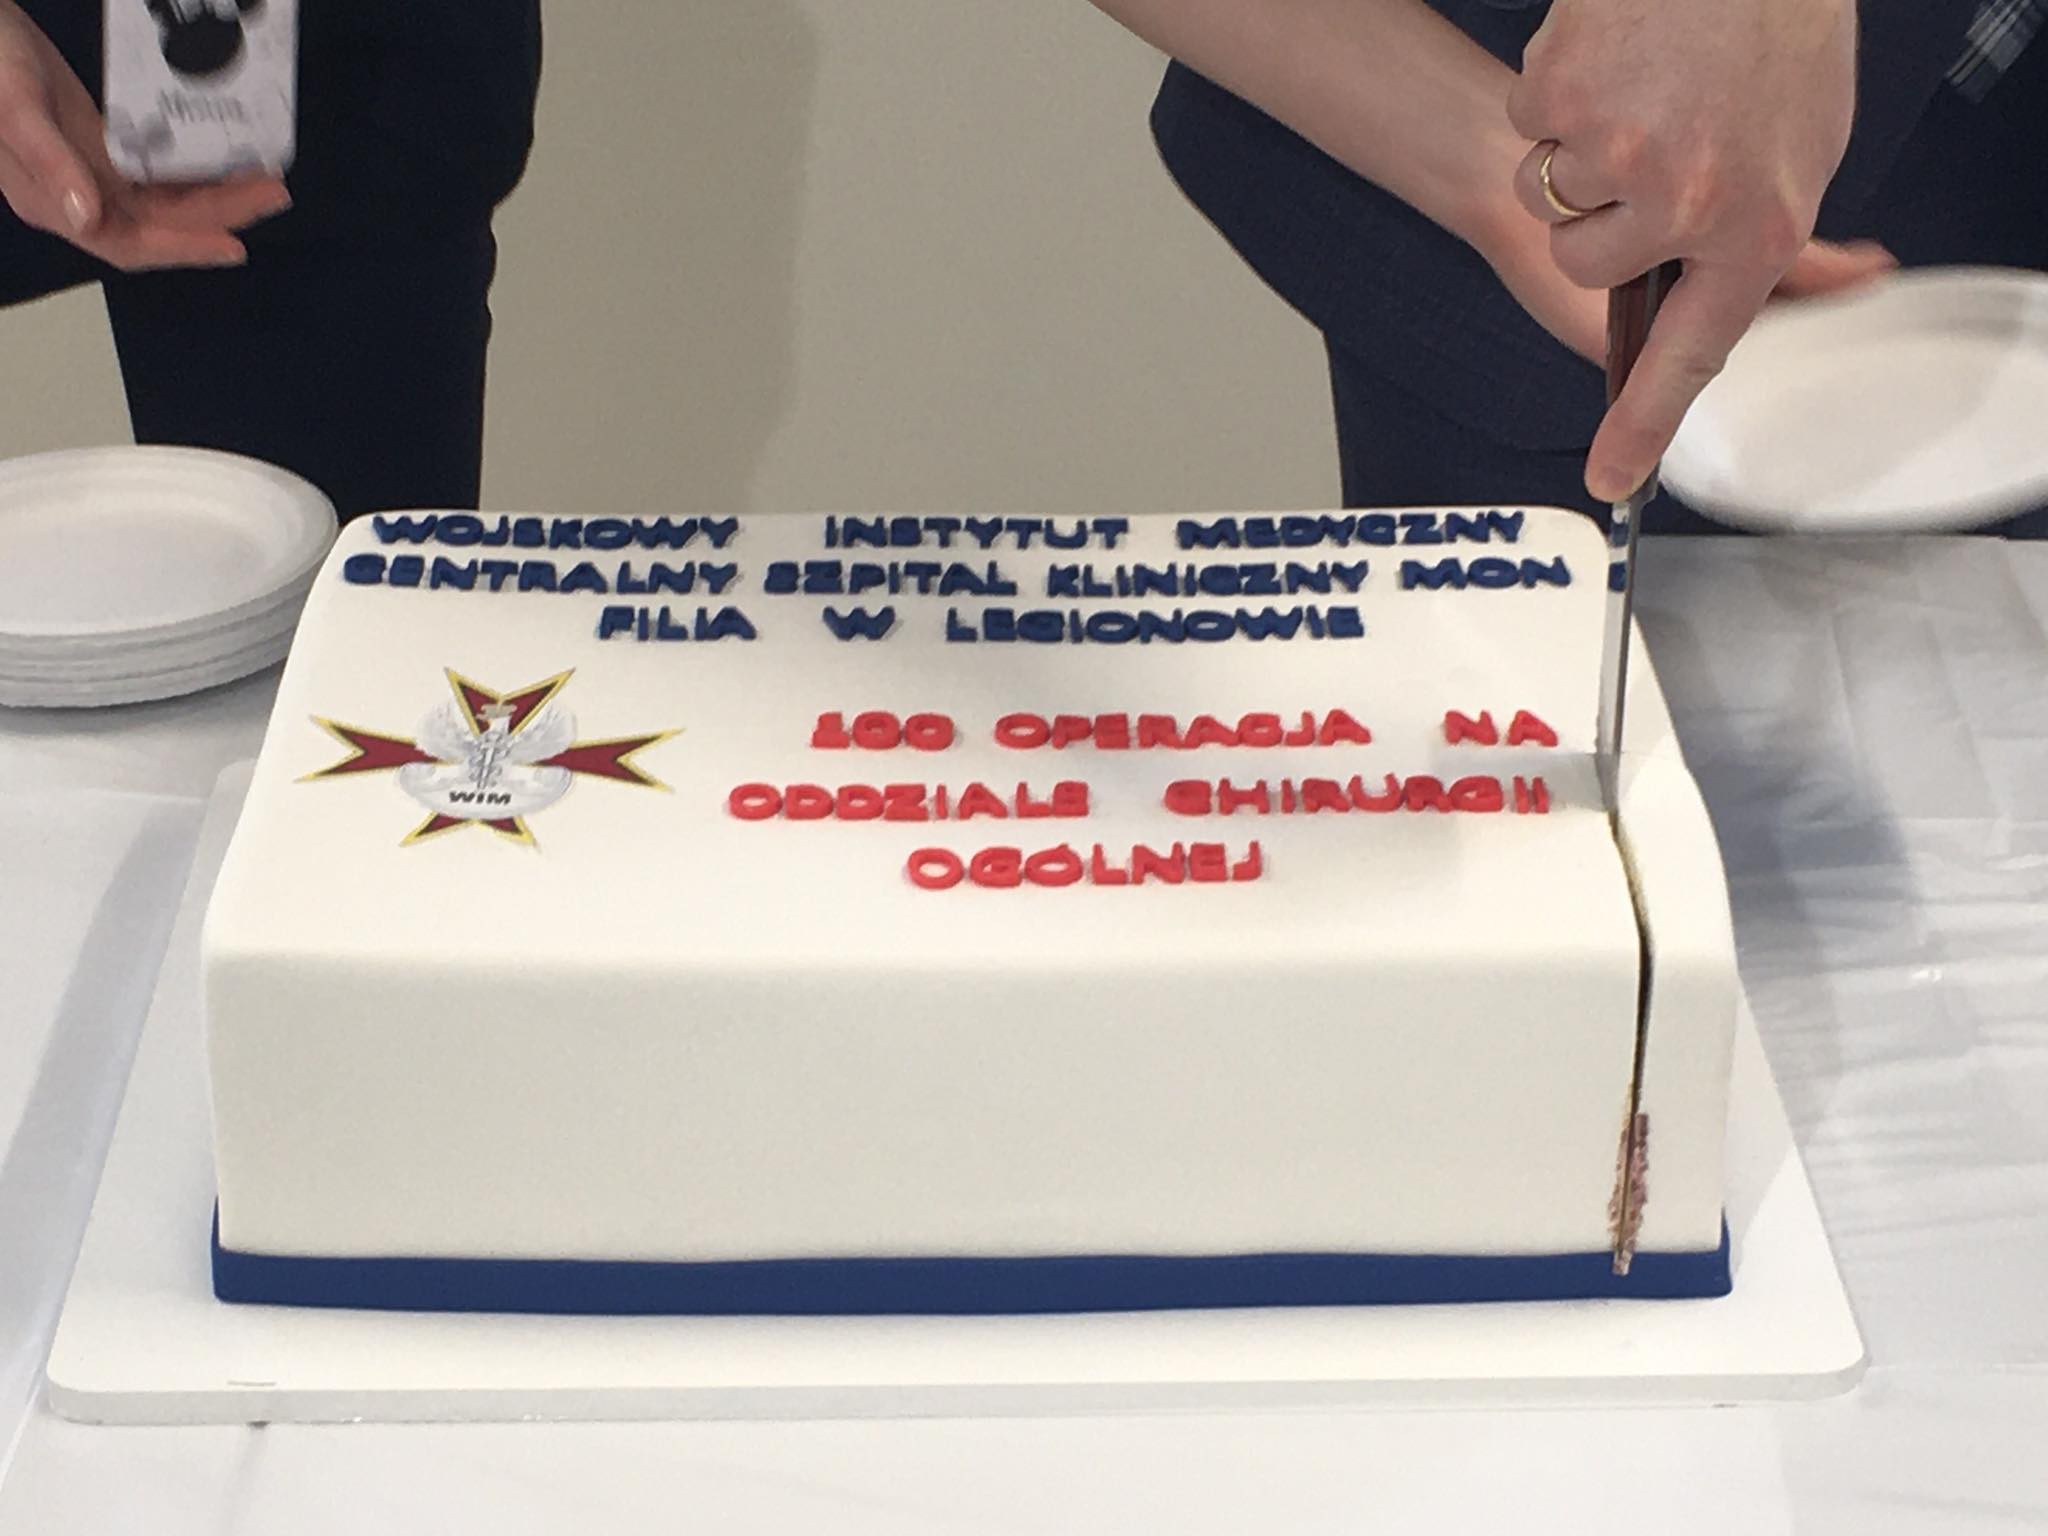 WOJSKOWY INSTYTUT MEDYCZNY
CENTRALNY SZPITAL KLINICZNY MON
FILIA W LEGIONOWIE
WIM
100 OPERACJA NA
ODDZIALE CHIRURGII
OGÓLNEJ